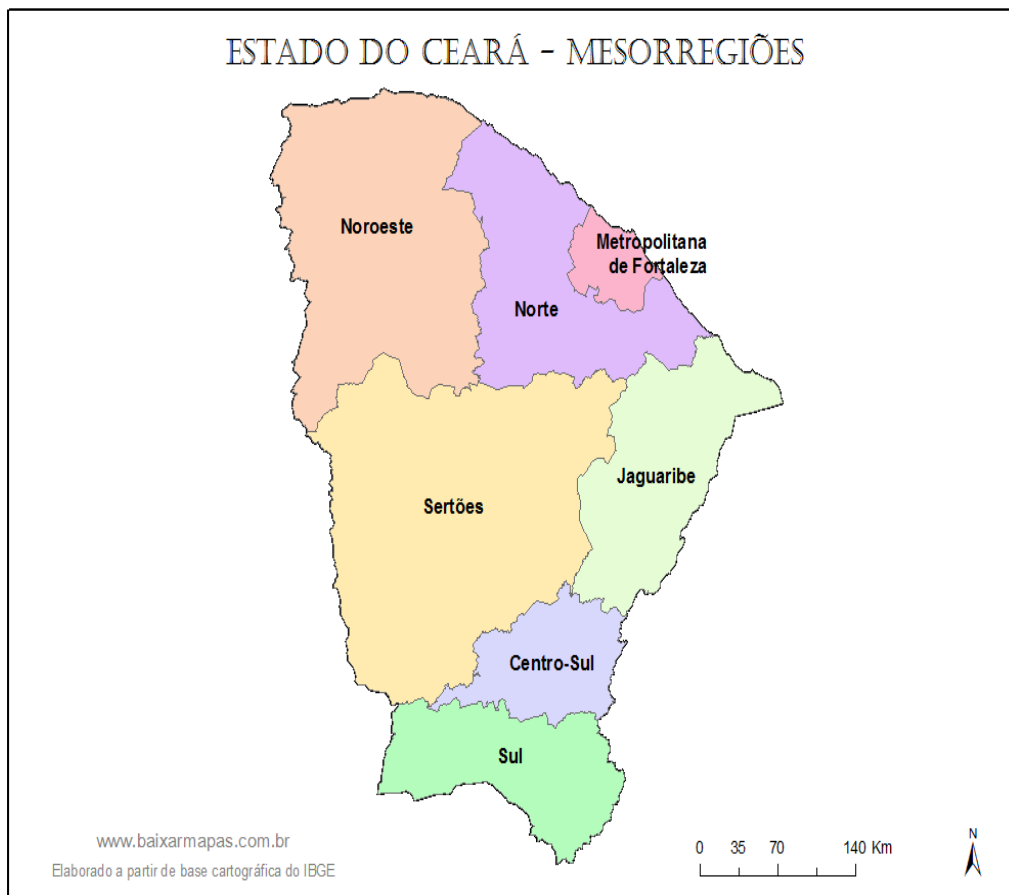 ESTADO DO CEARÁ - MESORREGIÕES
Noroeste
Metropolitana
de Fortaleza
Norte
Jaguaribe
Sertões
Centro-Sul
Sul
www.baixarmapas.com.br
Elaborado a partir de base cartográfica do IBGE
0 35 70 140 Km
N